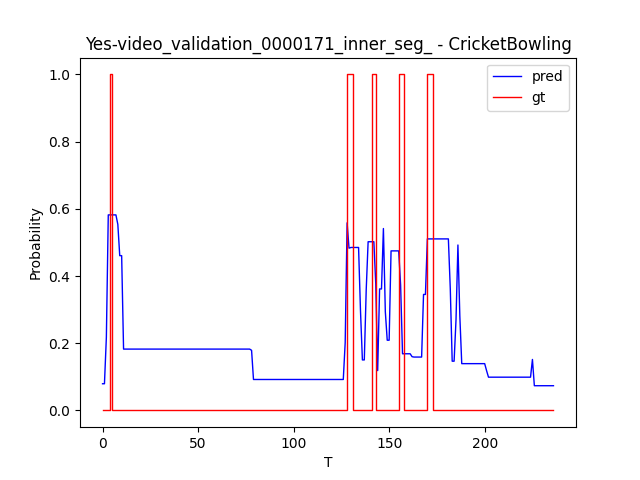 Yes-video_validation_0000171_inner_seg_ - CricketBowling
pred
gt
1.0
0.8
0.6
0.4
0.2
0.0
Probability
0
50
100
150
200
T